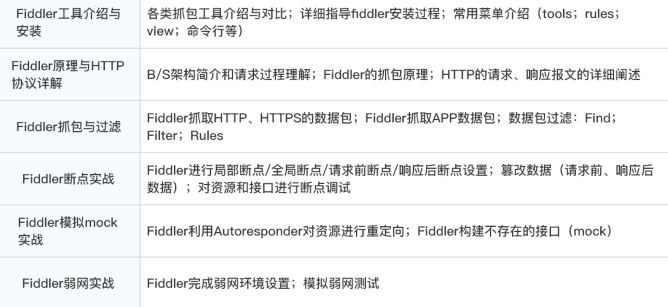 Fiddler工具介绍与
安装
各类抓包工具介绍与对比；详细指导fiddler安装过程；常用菜单介绍（tools；rules；
view；命令行等）
Fiddler原理与HTTP
协议详解
B/S架构简介和请求过程理解；Fiddler的抓包原理；HTTP的请求、响应报文的详细阐述
Fiddler抓包与过滤
Fiddler抓取HTTP、HTTPS的数据包；Fiddler抓取APP数据包；数据包过滤：Find；
Filter；Rules
Fiddler断点实战
Fiddler进行局部断点/全局断点/请求前断点/响应后断点设置；篡改数据（请求前、响应后
数据）；对资源和接口进行断点调试
Fiddler模拟mock
实战
Fiddler利用Autoresponder对资源进行重定向；Fiddler构建不存在的接口（mock）
Fiddler弱网实战
Fiddler完成弱网环境设置；模拟弱网测试